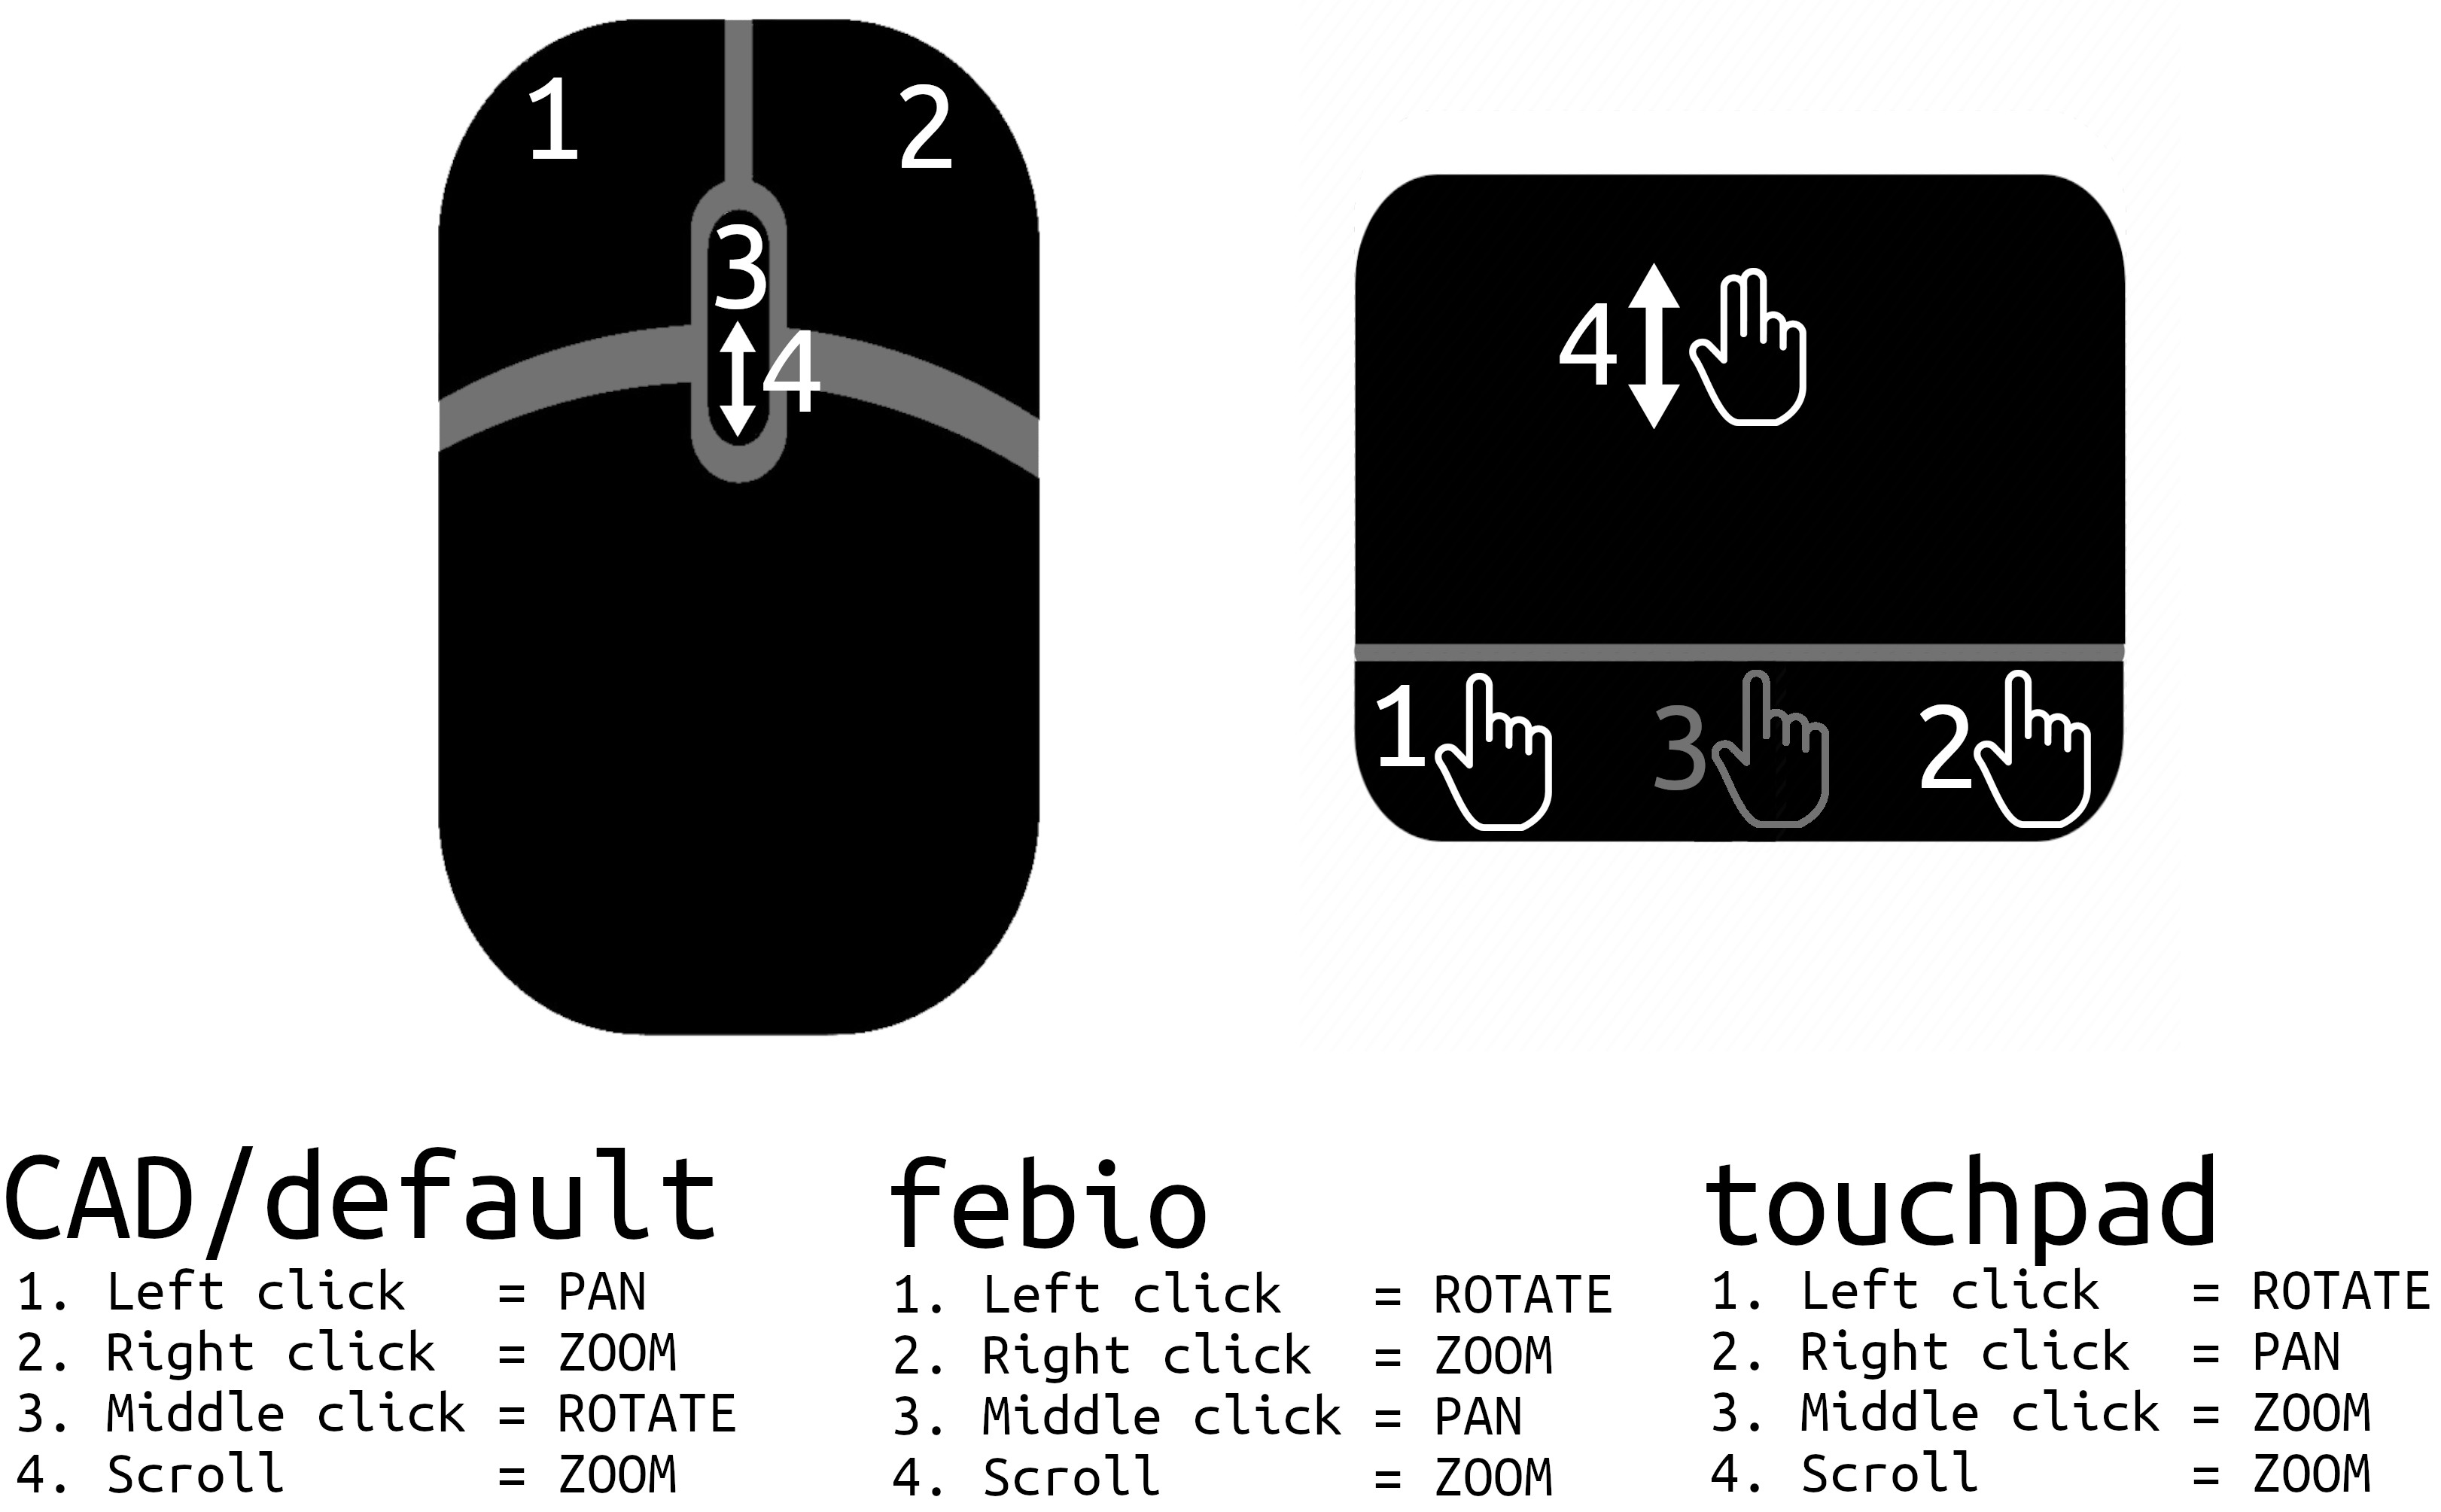 1
2
3
4
4
1
3
2
CAD/default
1. Left click = PAN
2. Right click = ZOOM
3. Middle click = ROTATE
4. Scroll = ZOOM
febio
1. Left click = ROTATE
2. Right click = ZOOM
3. Middle click = PAN
4. Scroll = ZOOM
touchpad
1. Left click = ROTATE
2. Right click = PAN
3. Middle click = ZOOM
4. Scroll = ZOOM